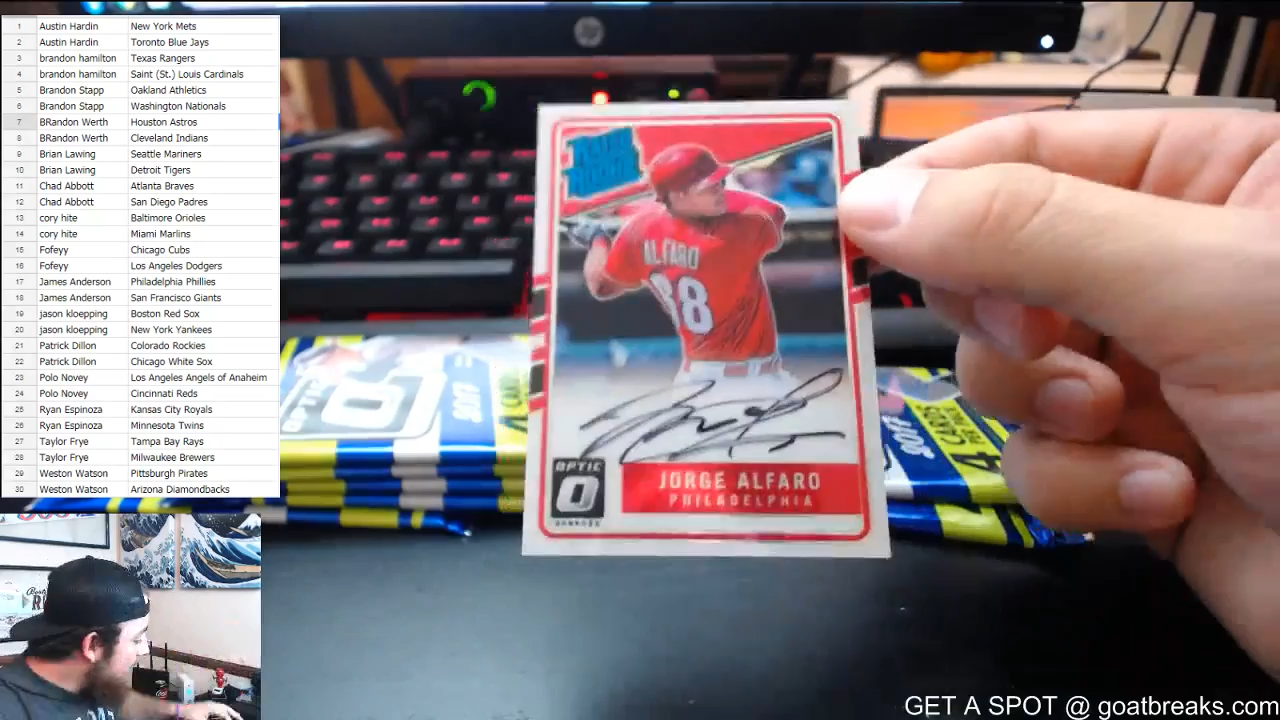 1 Austin Hardin New York Mets
2 Austin Hardin Toronto Blue Jays
3 brandon hamilton Texas Rangers
4 brandon hamilton Saint (St.) Louis Cardinals
5 Brandon Stapp Oakland Athletics
6 Brandon Stapp Washington Nationals
7 BRandon Werth Houston Astros
8 BRandon Werth Cleveland Indians
9 Brian Lawing Seattle Mariners
10 Brian Lawing Detroit Tigers
11 Chad Abbott Atlanta Braves
12 Chad Abbott San Diego Padres
13 cory hite Baltimore Orioles
14 cory hite Miami Marlins
15 Fofeyy Chicago Cubs
16 Fofeyy Los Angeles Dodgers
17 James Anderson Philadelphia Phillies
18 James Anderson San Francisco Giants
19 jason kloepping Boston Red Sox
20 jason kloepping New York Yankees
21 Patrick Dillon Colorado Rockies
22 Patrick Dillon Chicago White Sox
23 Polo Novey Los Angeles Angels of Anaheim
24 Polo Novey Cincinnati Reds
25 Ryan Espinoza Kansas City Royals
26 Ryan Espinoza Minnesota Twins
27 Taylor Frye Tampa Bay Rays
28 Taylor Frye Milwaukee Brewers
29 Weston Watson Pittsburgh Pirates
30 Weston Watson Arizona Diamondbacks
hp
RATED
ROOKIE
ALFARO
38
OPTIC
JORGE ALFARO
PHILADELPHIA
DONRUSS
OPTIC
2017
2017
4 CARDS
GET A SPOT @ goatbreaks.com